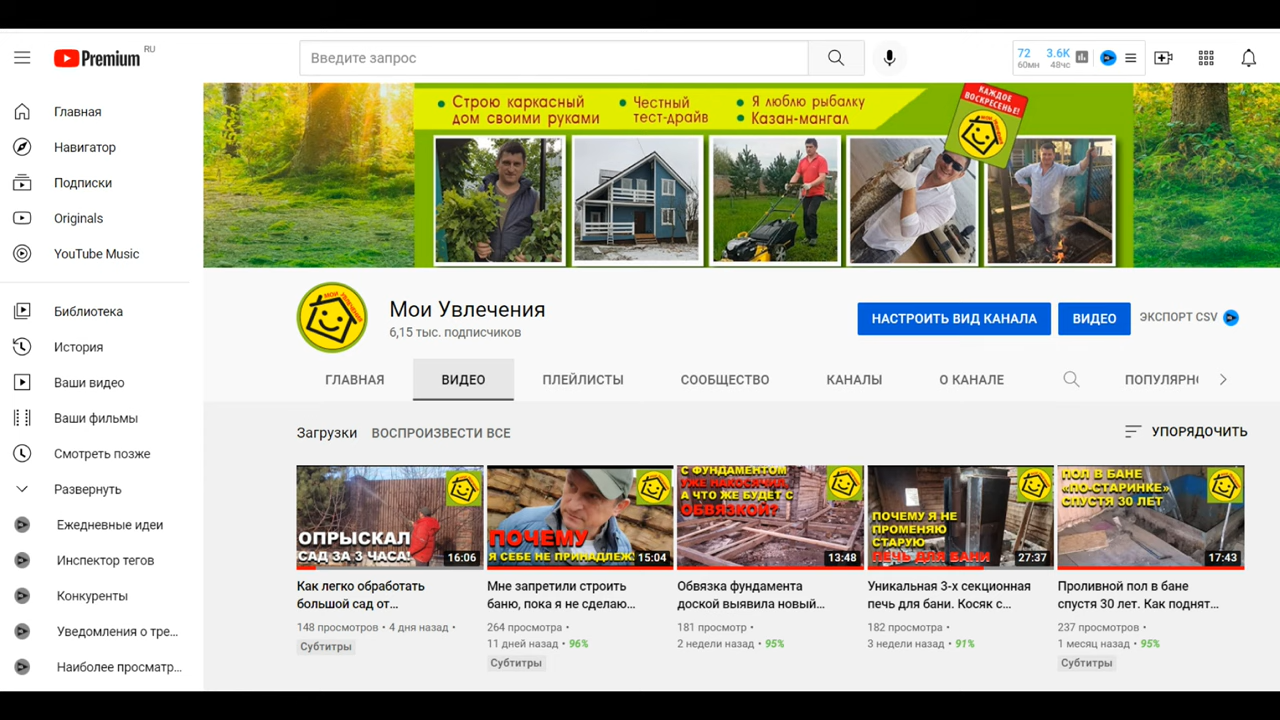 Premium RU
Введите запрос
72 3.6K
60мн 48чс
Главная
Навигатор
Подписки
Originals
YouTube Music
Библиотека
История
Ваши видео
Ваши фильмы
Смотреть позже
Развернуть
Ежедневные идеи
Инспектор тегов
Конкуренты
Уведомления о тре...
Наиболее просматр...
Строю каркасный
дом своими руками
Честный
тест-драйв
Я люблю рыбалку
Казан-мангал
КАЖДОЕ
ВОСКРЕСЕНЬЕ!
МОИ УВЛЕЧЕНИЯ
МОИ УВЛЕЧЕНИЯ
Мои Увлечения
6,15 тыс. подписчиков
НАСТРОИТЬ ВИД КАНАЛА
ВИДЕО
ЭКСПОРТ CSV
ГЛАВНАЯ
ВИДЕО
ПЛЕЙЛИСТЫ
СООБЩЕСТВО
КАНАЛЫ
О КАНАЛЕ
ПОПУЛЯРН
Загрузки
ВОСПРОИЗВЕСТИ ВСЕ
УПОРЯДОЧИТЬ
ОПРЫСКАЛ
САД ЗА 3 ЧАСА!
16:06
Как легко обработать
большой сад от...
148 просмотров • 4 дня назад •
Субтитры
ПОЧЕМУ
Я СЕБЕ НЕ ПРИНАДЛЕЖ
15:04
Мне запретили строить
баню, пока я не сделаю...
264 просмотра •
11 дней назад • 96%
Субтитры
С ФУНДАМЕНТОМ
УЖЕ НАКОСЯЧИЛ,
А ЧТО ЖЕ БУДЕТ С
ОБВЯЗКОЙ?
13:48
Обвязка фундамента
доской выявила новый...
181 просмотр •
2 недели назад • 95%
ПОЧЕМУ Я НЕ
ПРОМЕНЯЮ
СТАРУЮ
ПЕЧЬ ДЛЯ БАНИ
27:37
Уникальная 3-х секционная
печь для бани. Косяк с...
182 просмотра •
3 недели назад • 91%
ПОЛ В БАНЕ
«ПО-СТАРИНКЕ»
СПУСТЯ 30 ЛЕТ
17:43
Проливной пол в бане
спустя 30 лет. Как поднят...
237 просмотров •
1 месяц назад • 95%
Субтитры